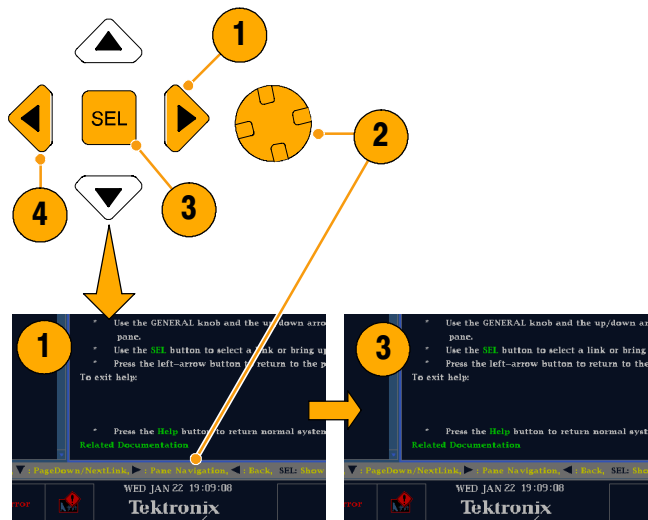 1
SEL
2
4
3
1
" Use the GENERAL knob and the up/down arro
pane.
" Use the SEL button to select a link or bring up
" Press the left-arrow button to return to the p
To exit help:
" Press the Help button to return normal system
Related Documentation
: PageDown/NextLink, : Pane Navigation, : Back, SEL: Show
WED JAN 22 19:09:08
rror
Tektronix
3
" Use the GENERAL knob and the up/down ar
pane.
" Use the SEL button to select a link or bring
" Press the left-arrow button to return to the
To exit help:
" Press the Help button to return normal system
Related Documentation
: PageDown/NextLink, : Pane Navigation, : Back, SEL: Sho
WED JAN 22 19:09:08
rror
Tektronix